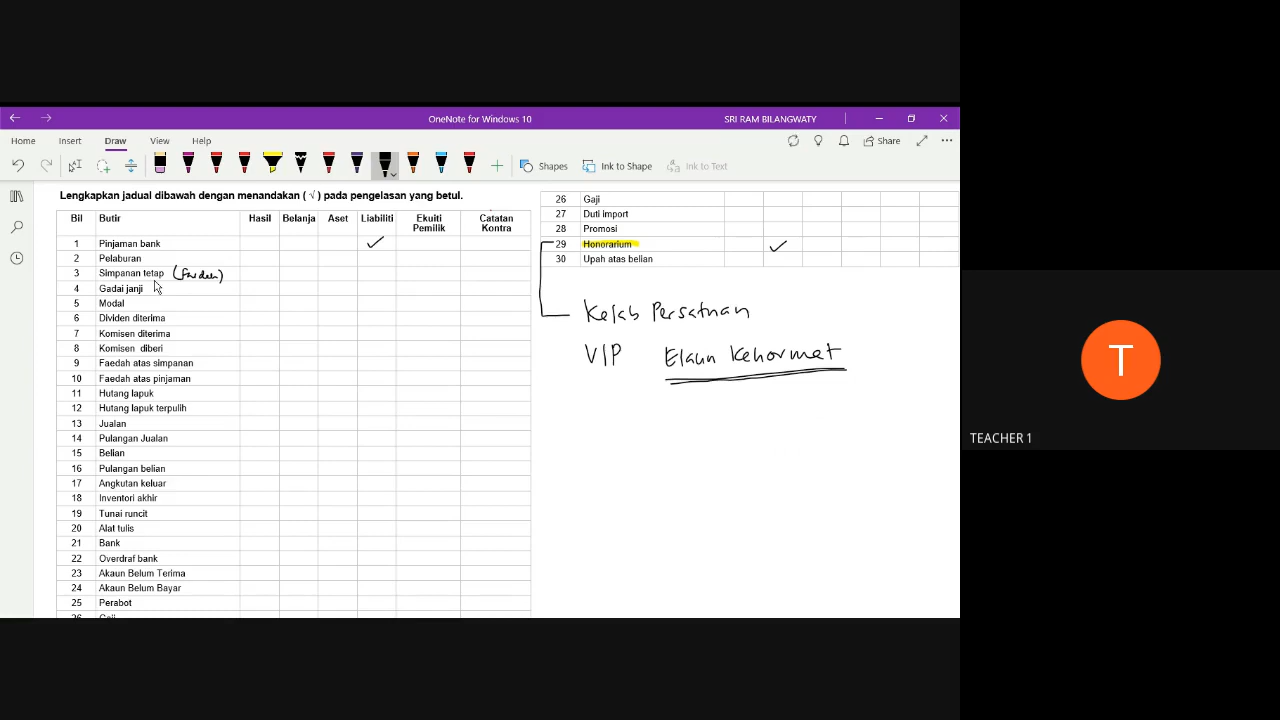 OneNote for Windows 10
SRI RAM BILANGWATY
Home Insert Draw View Help
Share
Shapes
Ink to Shape
Ink to Text
Lengkapkan jadual dibawah dengan menandakan ( √ ) pada pengelasan yang betul.
Bil Butir Hasil Belanja Aset Liabiliti Ekuiti Pemilik Catatan Kontra
1 Pinjaman bank ✓
2 Pelaburan
3 Simpanan tetap
4 Gadai janji
5 Modal
6 Dividen diterima
7 Komisen diterima
8 Komisen diberi
9 Faedah atas simpanan
10 Faedah atas pinjaman
11 Hutang lapuk
12 Hutang lapuk terpulih
13 Jualan
14 Pulangan Jualan
15 Belian
16 Pulangan belian
17 Angkutan keluar
18 Inventori akhir
19 Tunai runcit
20 Alat tulis
21 Bank
22 Overdraf bank
23 Akaun Belum Terima
24 Akaun Belum Bayar
25 Perabot
26 Gaji
26 Gaji
27 Duti import
28 Promosi
29 Honorarium ✓
30 Upah atas belian
Kelab Persatuan
VIP Elaun Kehormat
T
TEACHER 1